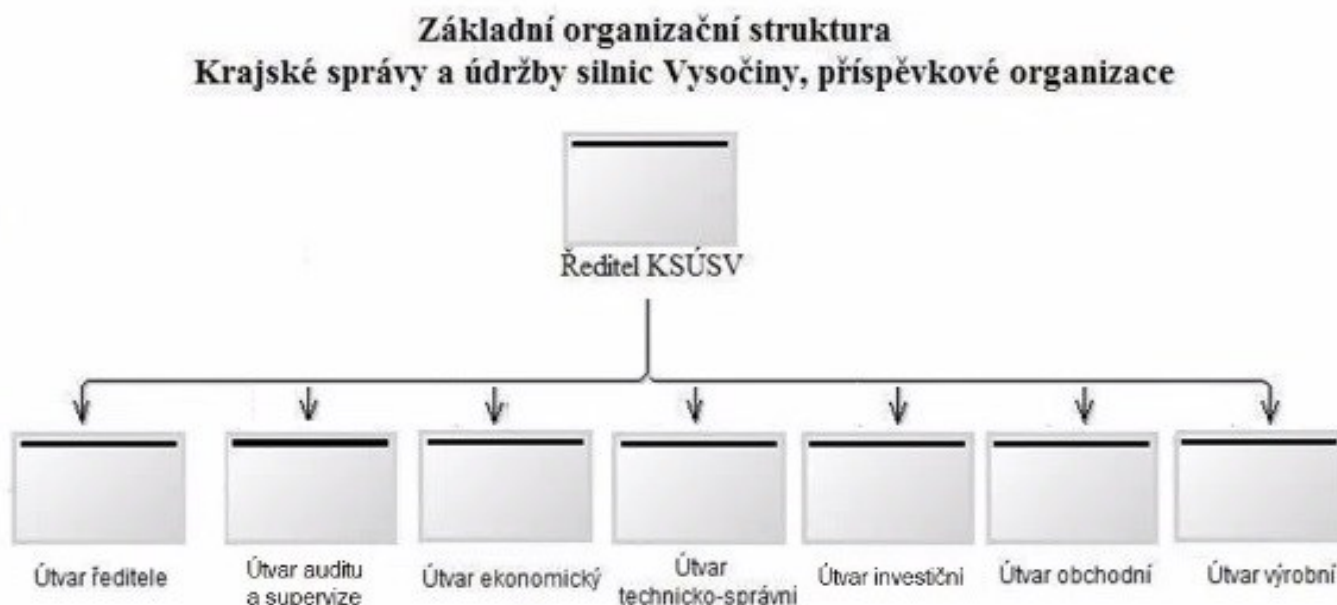 Základní organizační struktura
Krajské správy a údržby silnic Vysočiny, příspěvkové organizace
Ředitel KSÚSV
Útvar ředitele
Útvar auditu
a supervize
Útvar ekonomický
Útvar
technicko-správní
Útvar investiční
Útvar obchodní
Útvar výrobní